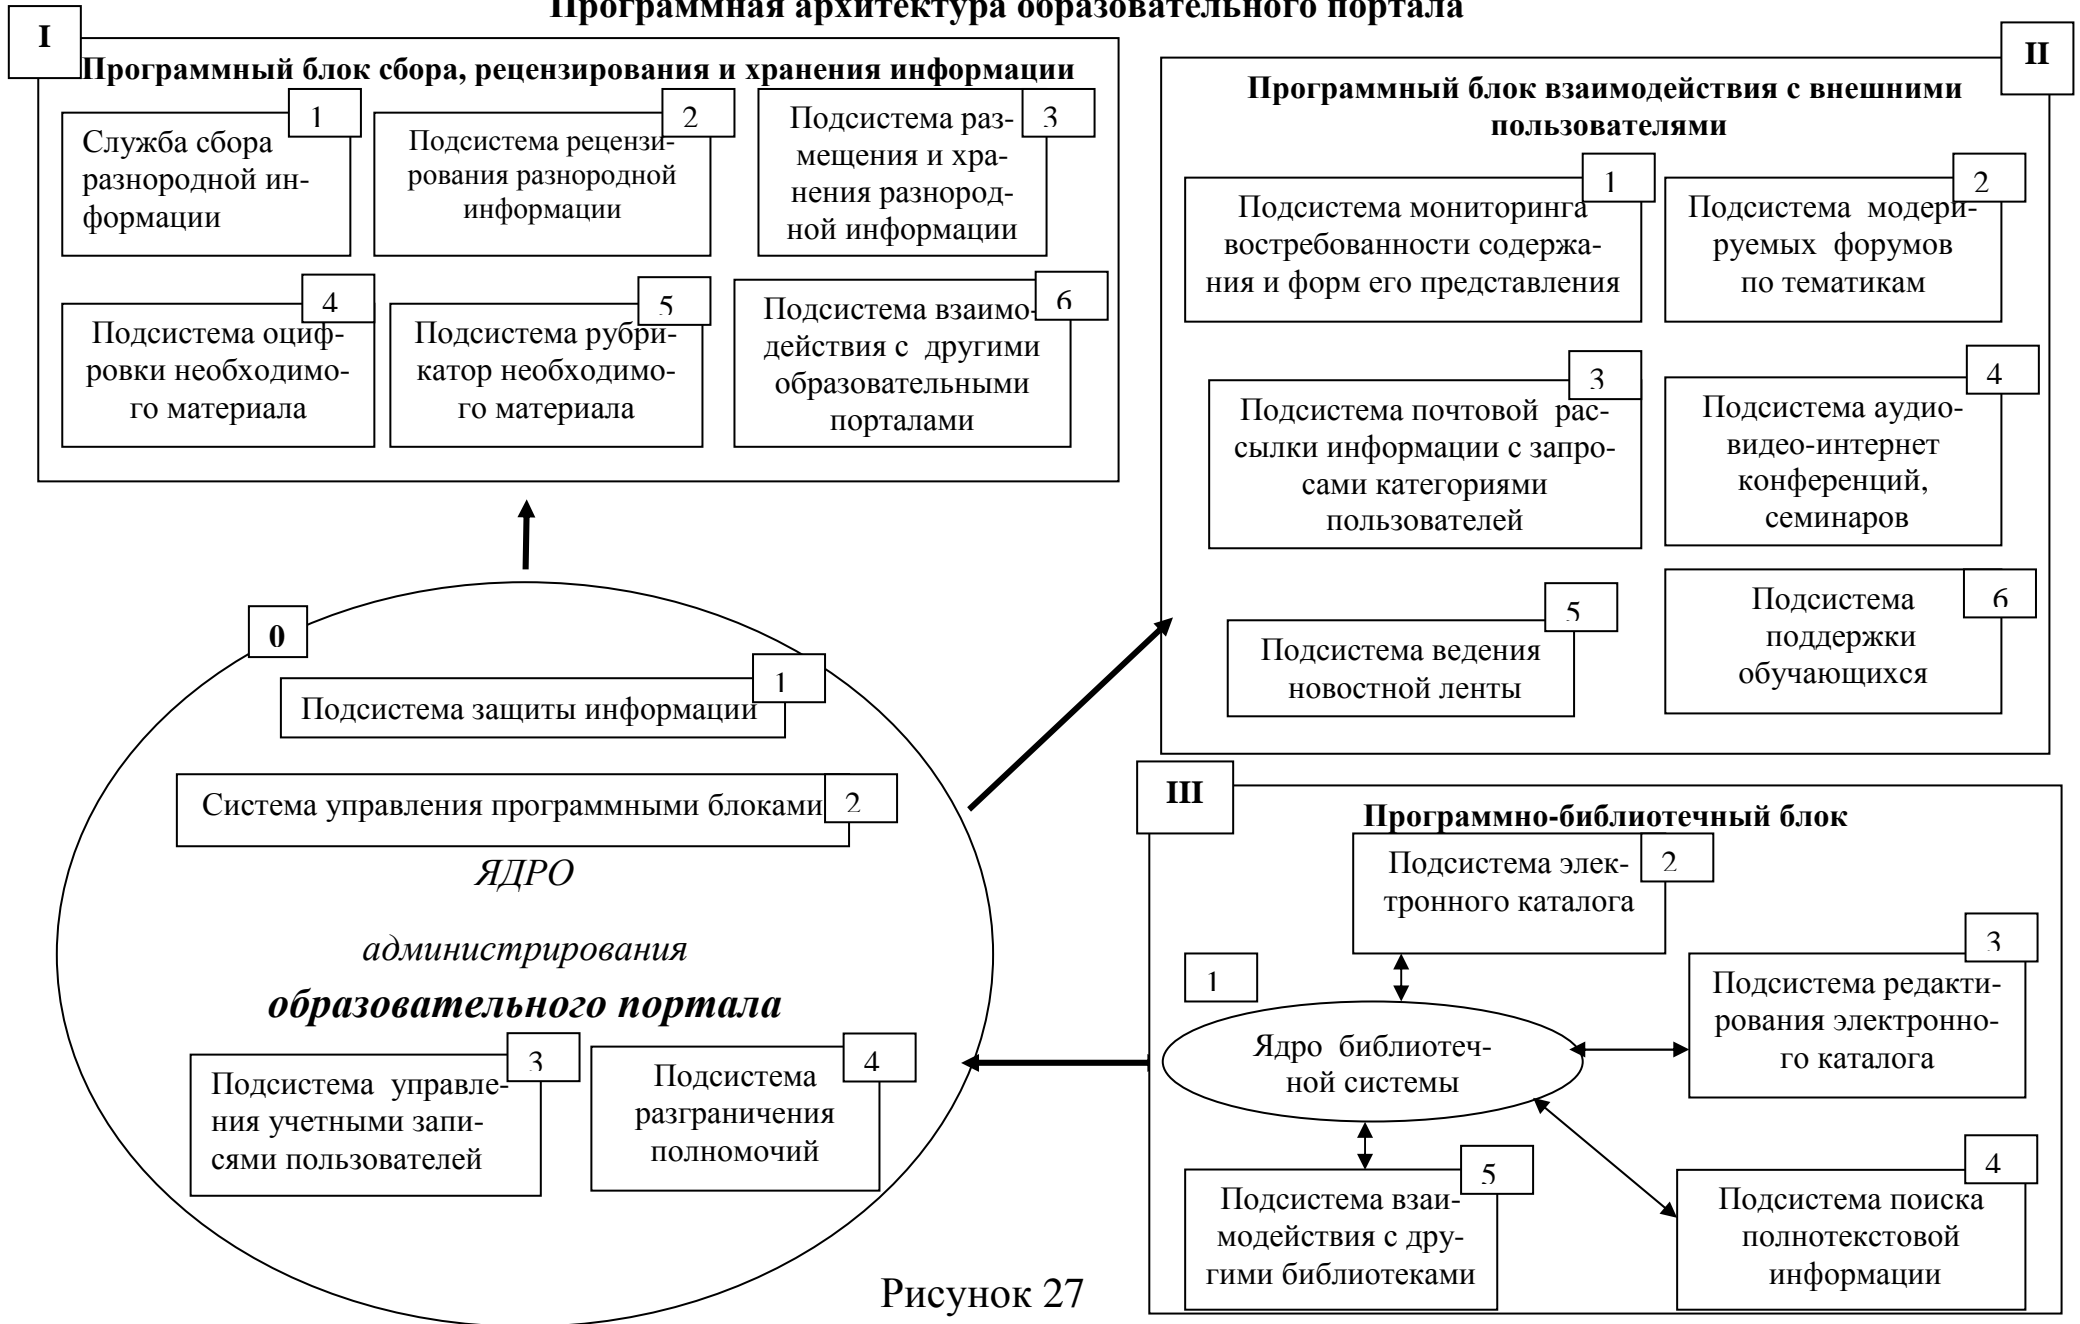 Программная архитектура образовательного портала
I
Программный блок сбора, рецензирования и хранения информации
1
Служба сбора
разнородной ин-
формации
2
Подсистема рецензи-
рования разнородной
информации
3
Подсистема раз-
мещения и хра-
нения разнород-
ной информации
4
Подсистема оциф-
ровки необходимо-
го материала
5
Подсистема рубри-
катор необходимо-
го материала
6
Подсистема взаимо-
действия с другими
образовательными
порталами
II
Программный блок взаимодействия с внешними
пользователями
1
Подсистема мониторинга
востребованности содержа-
ния и форм его представления
2
Подсистема модери-
руемых форумов
по тематикам
3
Подсистема почтовой рас-
сылки информации с запро-
сами категориями
пользователей
4
Подсистема аудио-
видео-интернет
конференций,
семинаров
5
Подсистема ведения
новостной ленты
6
Подсистема
поддержки
обучающихся
0
1
Подсистема защиты информации
2
Система управления программными блоками
ЯДРО
администрирования
образовательного портала
3
Подсистема управле-
ния учетными запи-
сями пользователей
4
Подсистема
разграничения
полномочий
III
Программно-библиотечный блок
2
Подсистема элек-
тронного каталога
1
Ядро библиотеч-
ной системы
3
Подсистема редакти-
рования электронно-
го каталога
4
Подсистема поиска
полнотекстовой
информации
5
Подсистема взаи-
модействия с дру-
гими библиотеками
Рисунок 27